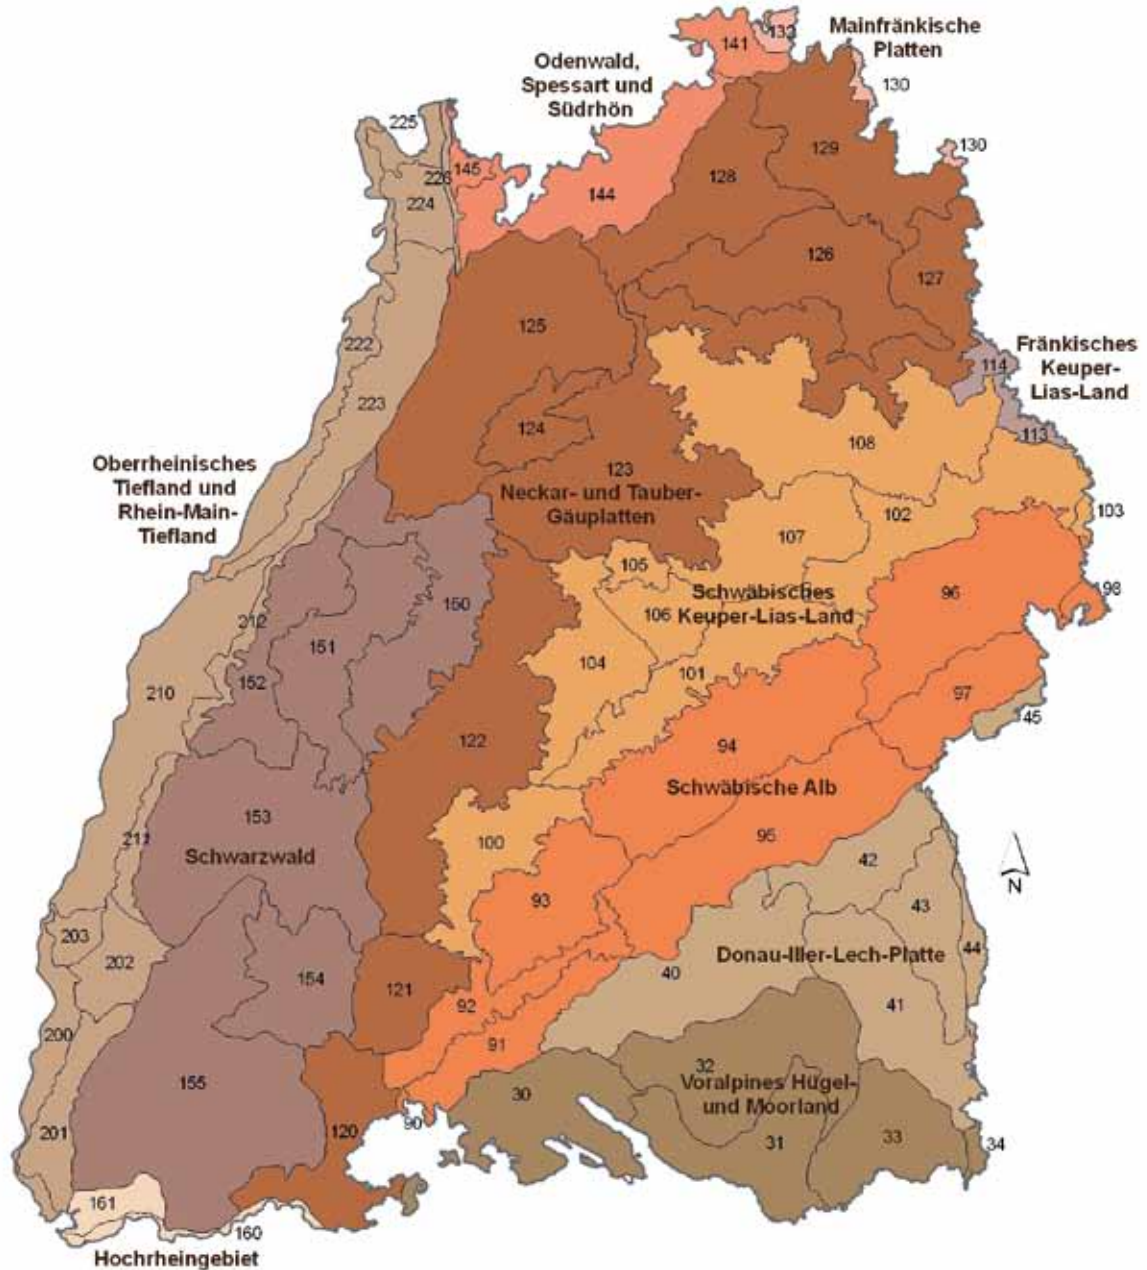 133
Mainfränkische
Platten
141
Odenwald,
Spessart und
Südrhön
130
225
129
130
145
226
128
144
224
126
127
125
222
Fränkisches
Keuper-
Lias-Land
114
223
124
108
113
Oberrheinisches
Tiefland und
Rhein-Main-
Tiefland
123
Neckar- und Tauber-
Gäuplatten
102
103
107
105
98
96
Schwäbisches
Keuper-Lias-Land
150
106
212
151
104
101
152
210
97
45
122
94
Schwäbische Alb
153
211
95
100
Schwarzwald
42
N
93
43
203
202
Donau-Iller-Lech-Platte
44
154
40
121
92
41
200
91
32
155
Voralpines Hügel-
und Moorland
30
90
201
120
31
33
34
161
160
Hochrheingebiet